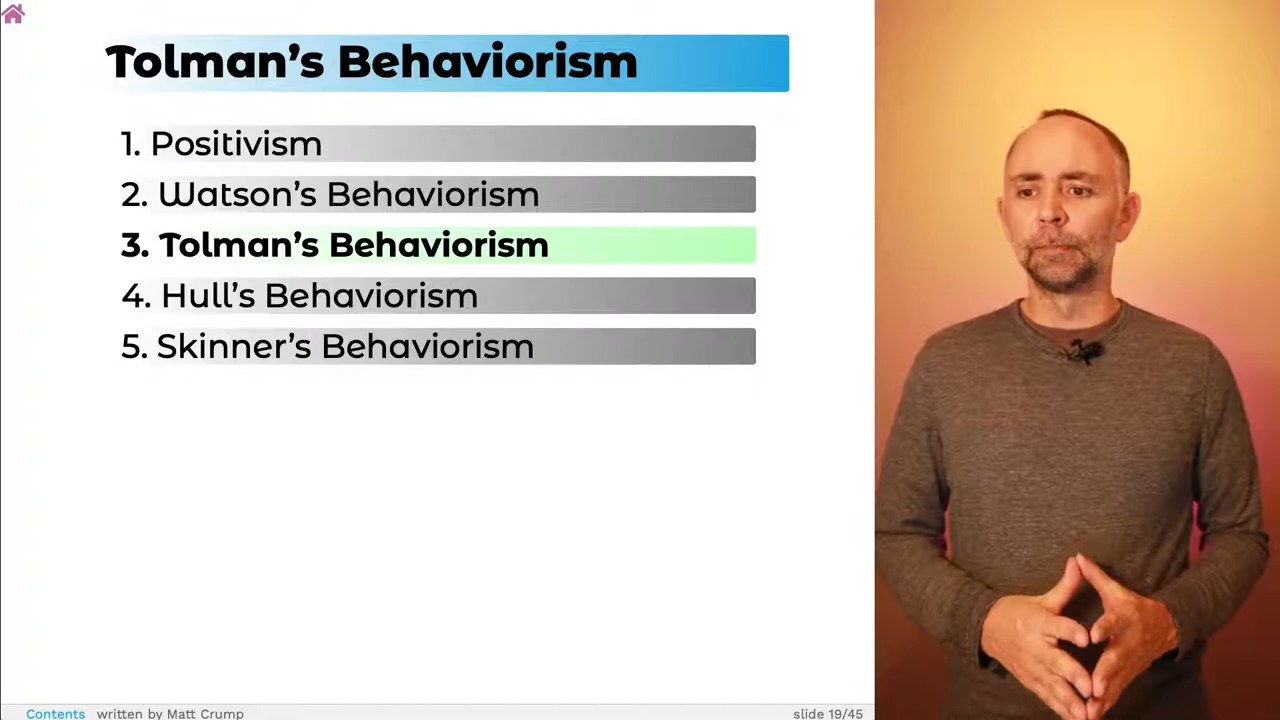 Tolman's Behaviorism
1. Positivism
2. Watson's Behaviorism
3. Tolman's Behaviorism
4. Hull's Behaviorism
5. Skinner's Behaviorism
Contents written by Matt Crump slide 19/45